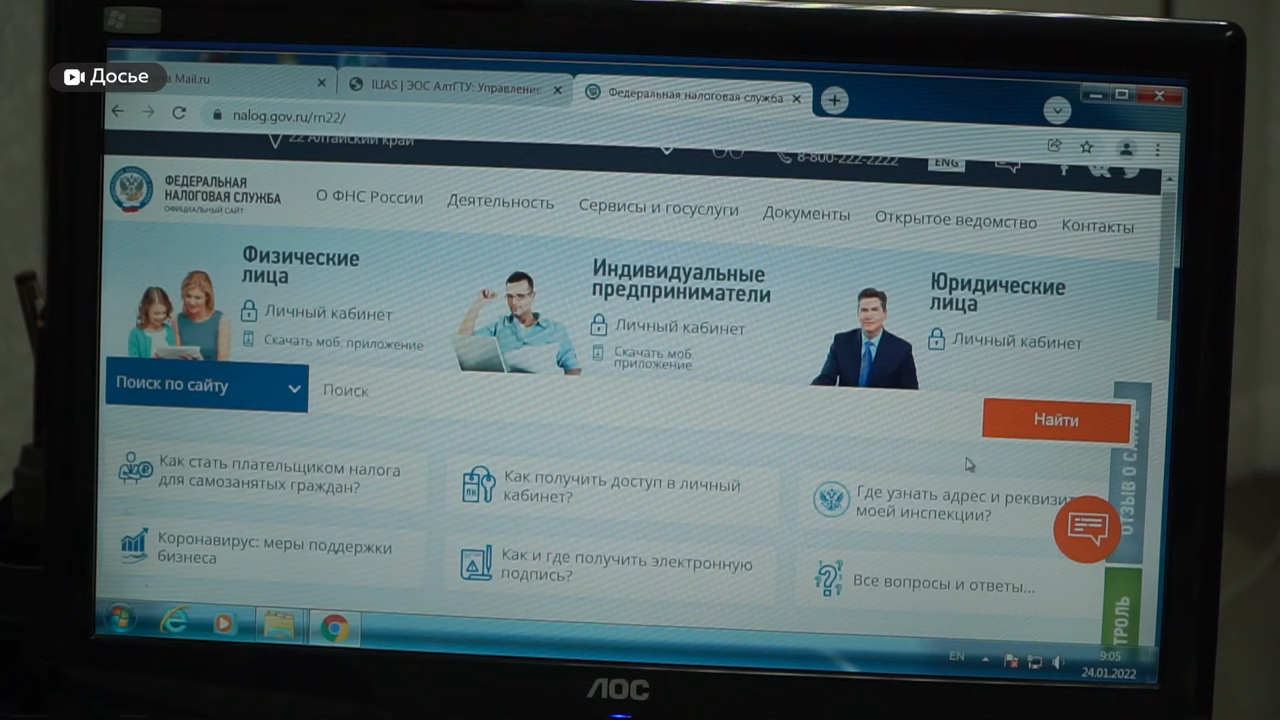 Досье
Mail.ru
ILIAS | ЭОС АлтГТУ: Управление
Федеральная налоговая служба
nalog.gov.ru/rn22/
22 Алтайский край
8-800-222-2222
ENG
ФЕДЕРАЛЬНАЯ
НАЛОГОВАЯ СЛУЖБА
ОФИЦИАЛЬНЫЙ САЙТ
О ФНС России
Деятельность
Сервисы и госуслуги
Документы
Открытое ведомство
Контакты
Физические
лица
Личный кабинет
Скачать моб. приложение
Индивидуальные
предприниматели
Личный кабинет
Скачать моб.
приложение
Юридические
лица
Личный кабинет
Поиск по сайту
Поиск
Найти
Как стать плательщиком налога
для самозанятых граждан?
Как получить доступ в личный
кабинет?
Где узнать адрес и реквизит
моей инспекции?
ОТЗЫВ О САЙТЕ
Коронавирус: меры поддержки
бизнеса
Как и где получить электронную
подпись?
Все вопросы и ответы...
ТРОЛЬ
EN
9:05
24.01.2022
AOC